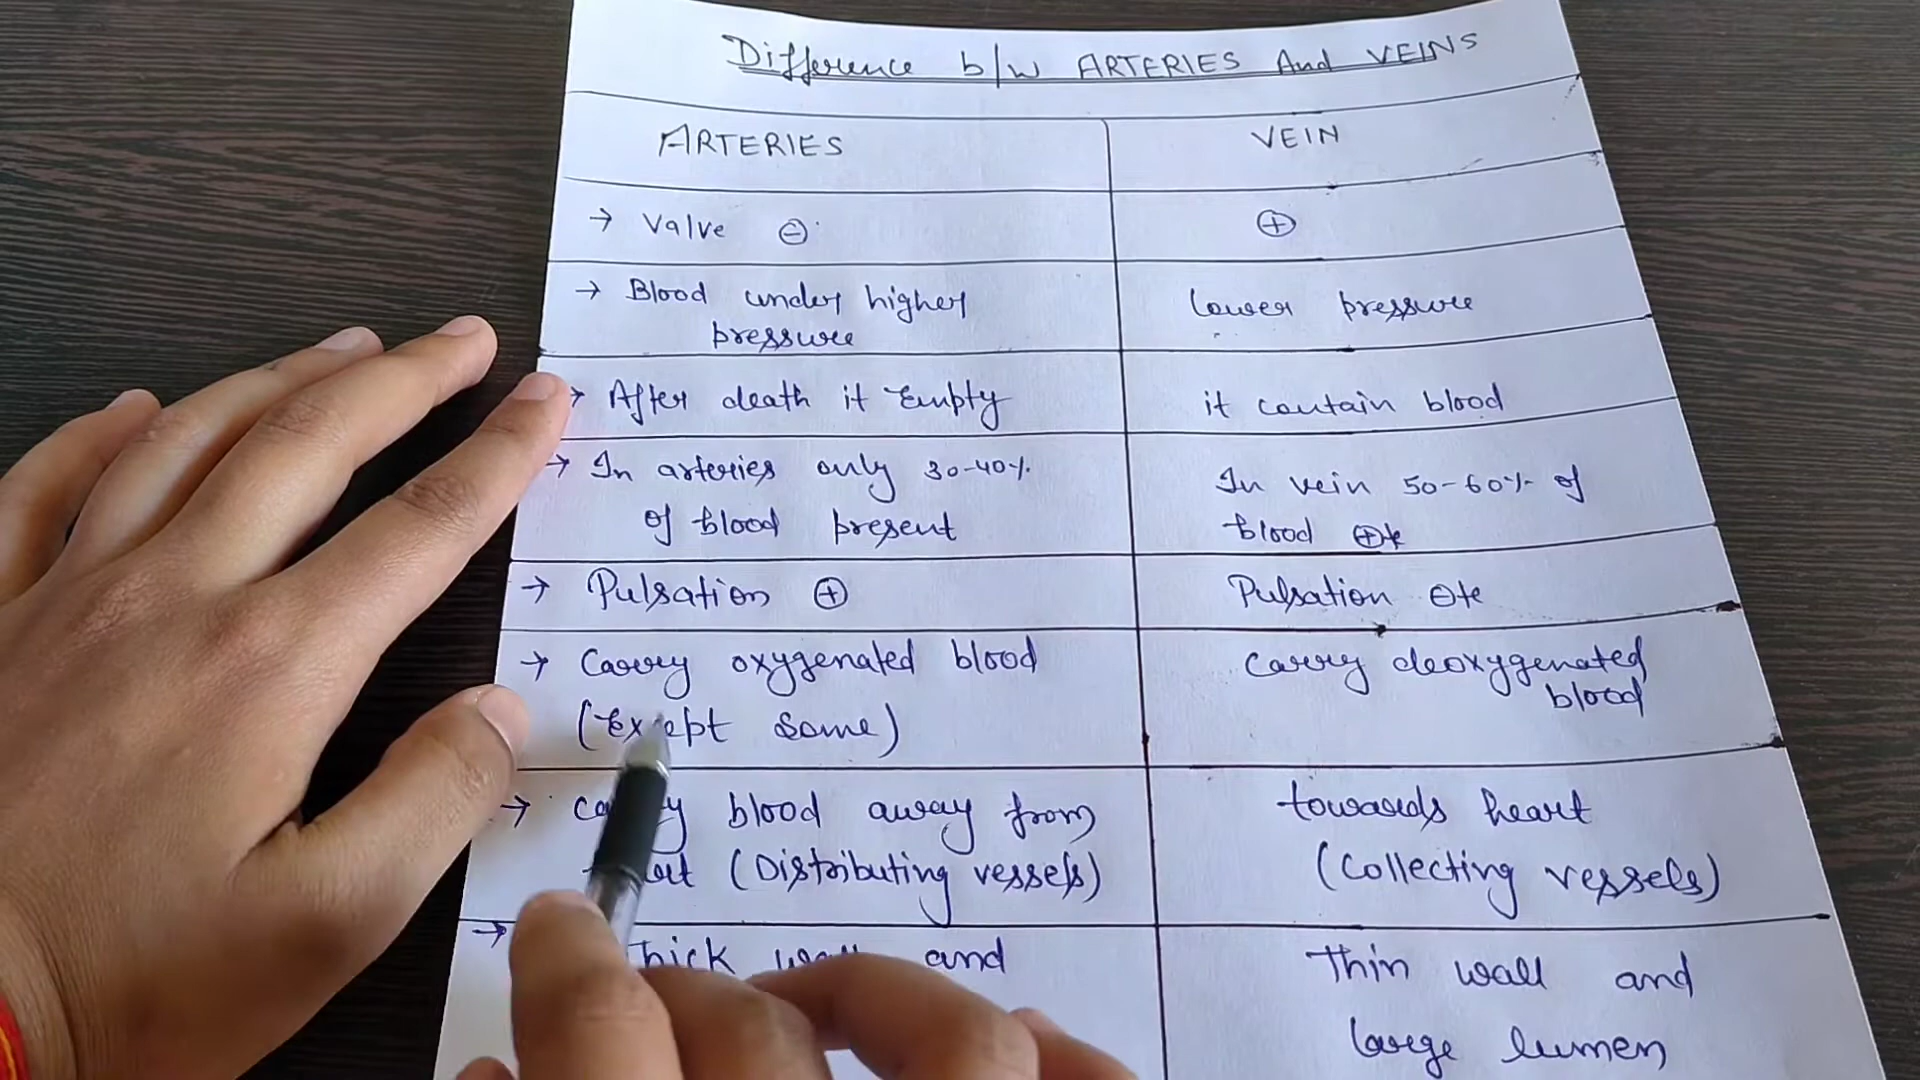 Difference b/w ARTERIES And VEINS
ARTERIES
VEIN
→ Valve ⊖
⊕
→ Blood under higher
pressure
lower pressure
→ After death it Empty
it contain blood
→ In arteries only 30-40%
of blood present
In vein 50-60% of
blood ⊕te
→ Pulsation ⊕
Pulsation ⊖te
→ Carry oxygenated blood
(Except some)
Carry deoxygenated
blood
→ blood away from
(Distributing vessels)
towards heart
(Collecting vessels)
→ Thick wall and
Thin wall and
large lumen